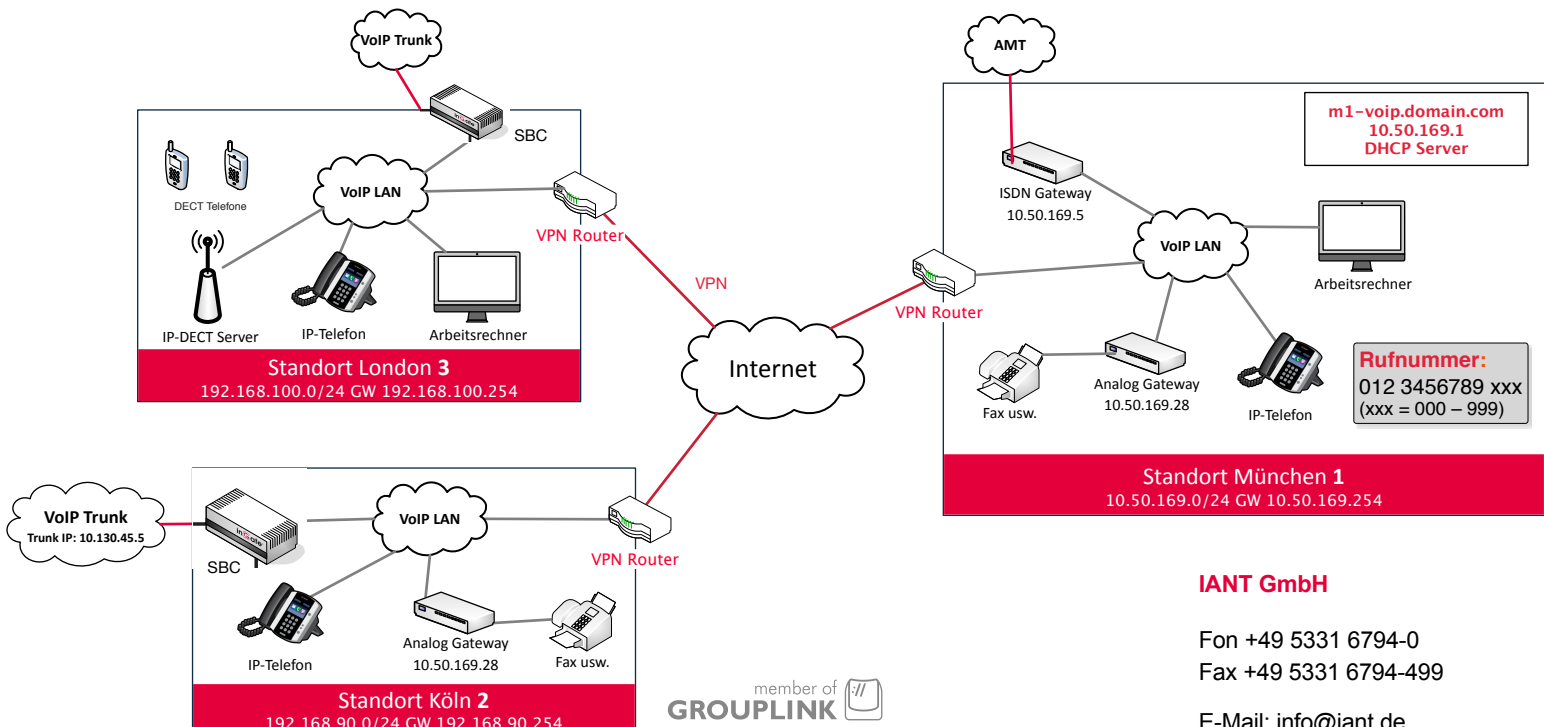 VoIP Trunk
inGate
SBC
DECT Telefone
VoIP LAN
VPN Router
IP-DECT Server
IP-Telefon
Arbeitsrechner
Standort London 3
192.168.100.0/24 GW 192.168.100.254
VPN
Internet
AMT
m1-voip.domain.com
10.50.169.1
DHCP Server
ISDN Gateway
10.50.169.5
VoIP LAN
Arbeitsrechner
VPN Router
Fax usw.
Analog Gateway
10.50.169.28
IP-Telefon
Rufnummer:
012 3456789 xxx
(xxx = 000 – 999)
Standort München 1
10.50.169.0/24 GW 10.50.169.254
VoIP Trunk
Trunk IP: 10.130.45.5
inGate
SBC
VoIP LAN
VPN Router
IP-Telefon
Analog Gateway
10.50.169.28
Fax usw.
Standort Köln 2
192.168.90.0/24 GW 192.168.90.254
member of
GROUPLINK
IANT GmbH
Fon +49 5331 6794-0
Fax +49 5331 6794-499
E-Mail: info@iant.de